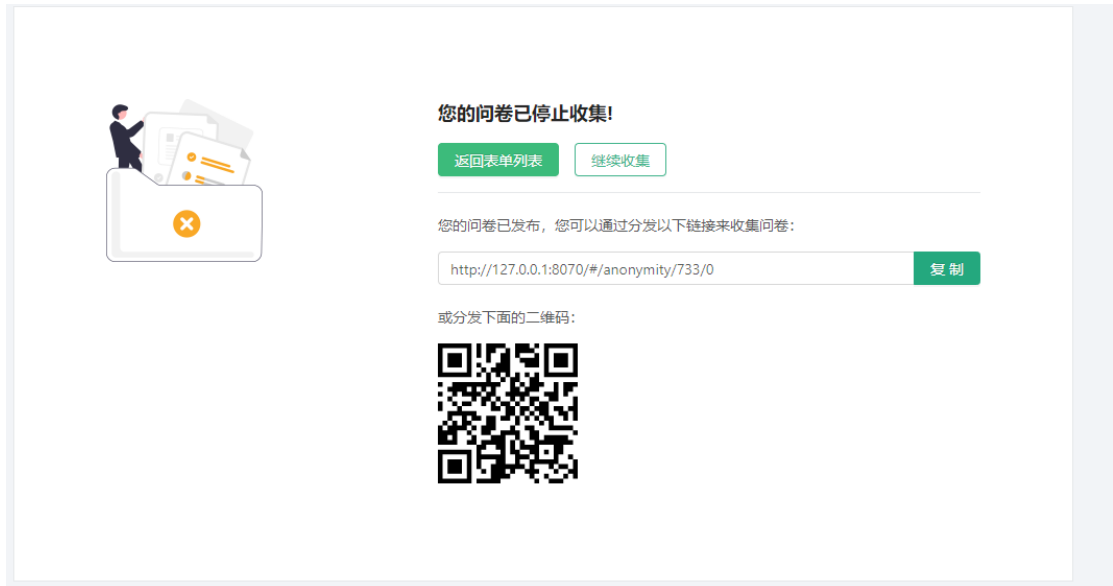 您的问卷已停止收集!
返回表单列表
继续收集
您的问卷已发布，您可以通过分发以下链接来收集问卷：
http://127.0.0.1:8070/#/anonymity/733/0
复制
或分发下面的二维码：